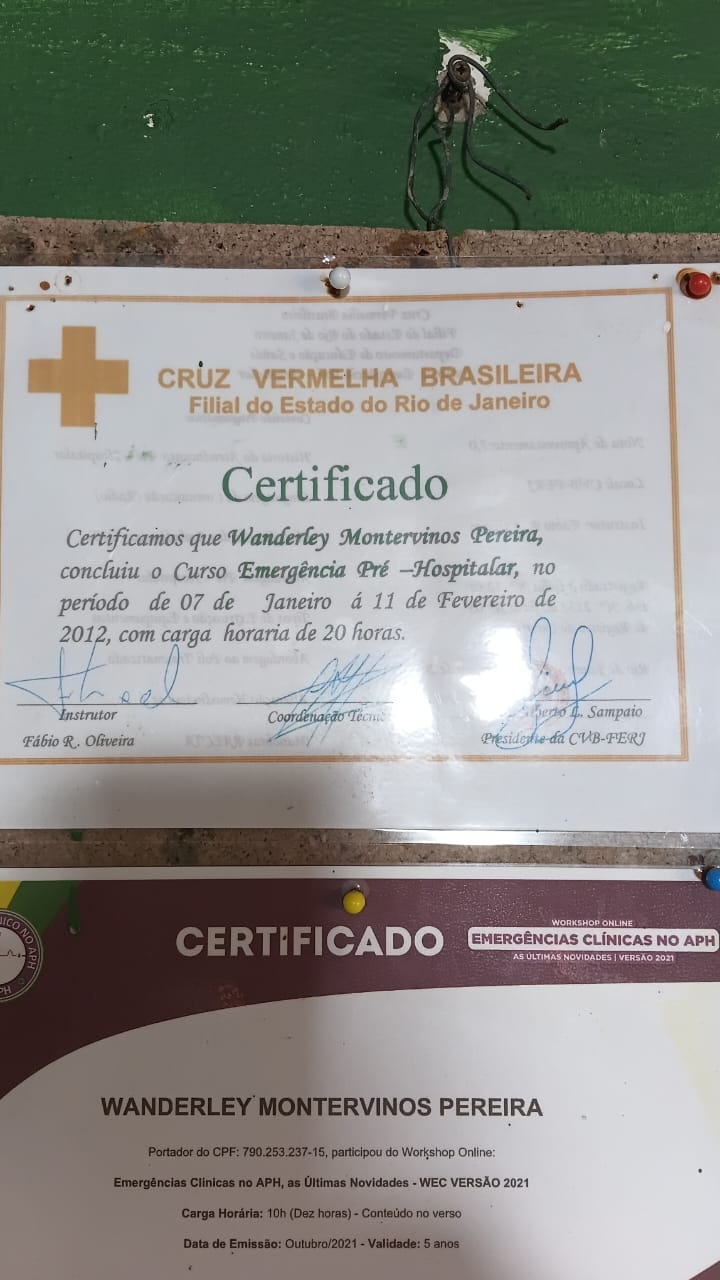 CRUZ VERMELHA BRASILEIRA
Filial do Estado do Rio de Janeiro
Certificado
Certificamos que Wanderley Montervinos Pereira,
concluiu o Curso Emergência Pré –Hospitalar, no
período de 07 de Janeiro á 11 de Fevereiro de
2012, com carga horaria de 20 horas.
Instrutor
Fábio R. Oliveira
Coordenação
E. Sampaio
Presidente da CVB-FERJ
NICO NO APH
CERTIFICADO
WORKSHOP ONLINE
EMERGÊNCIAS CLÍNICAS NO APH
AS ÚLTIMAS NOVIDADES | VERSÃO 2021
WANDERLEY MONTERVINOS PEREIRA
Portador do CPF: 790.253.237-15, participou do Workshop Online:
Emergências Clinicas no APH, as Últimas Novidades - WEC VERSÃO 2021
Carga Horária: 10h (Dez horas) - Conteúdo no verso
Data de Emissão: Outubro/2021 - Validade: 5 anos